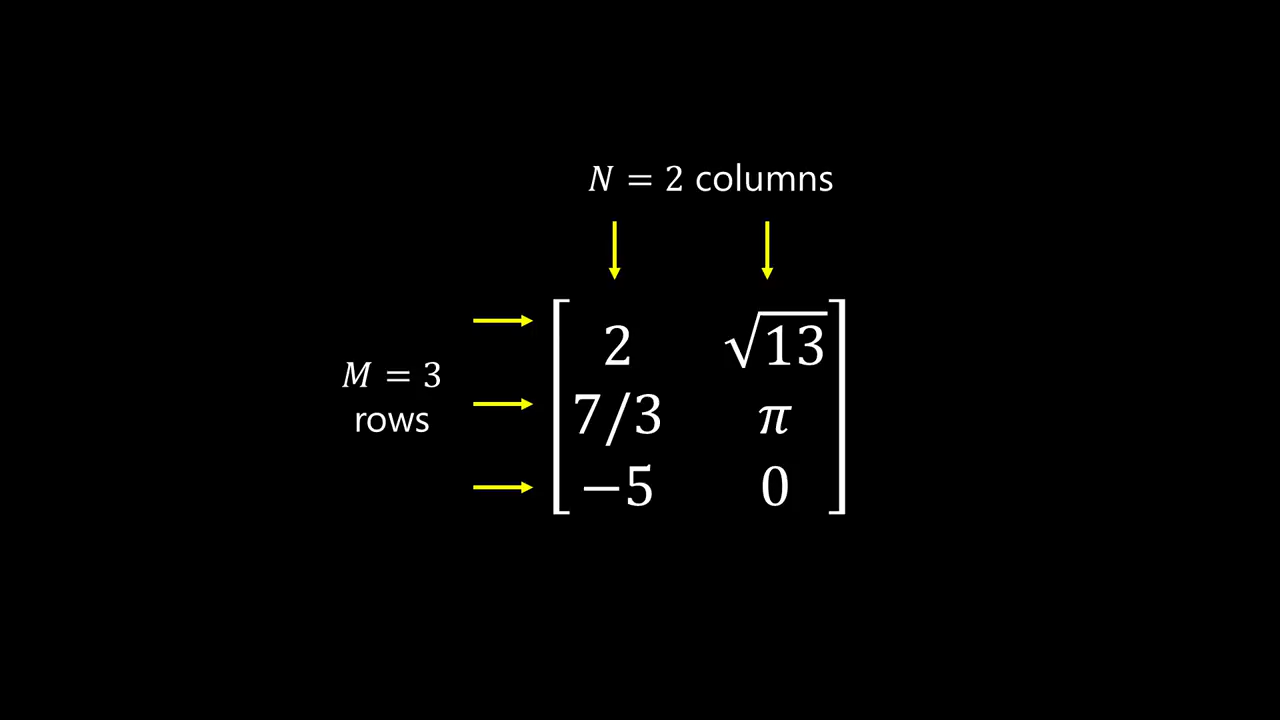 N = 2 columns
M = 3
rows
2 √13
7/3 π
−5 0